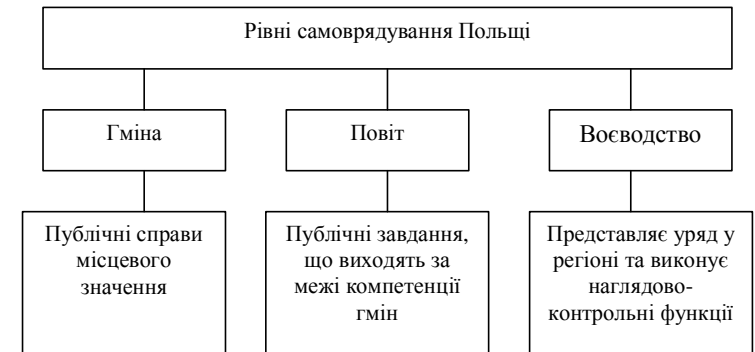 Рівні самоврядування Польщі
Гміна
Повіт
Воєводство
Публічні справи
місцевого
значення
Публічні завдання,
що виходять за
межі компетенції
гмін
Представляє уряд у
регіоні та виконує
наглядово-
контрольні функції